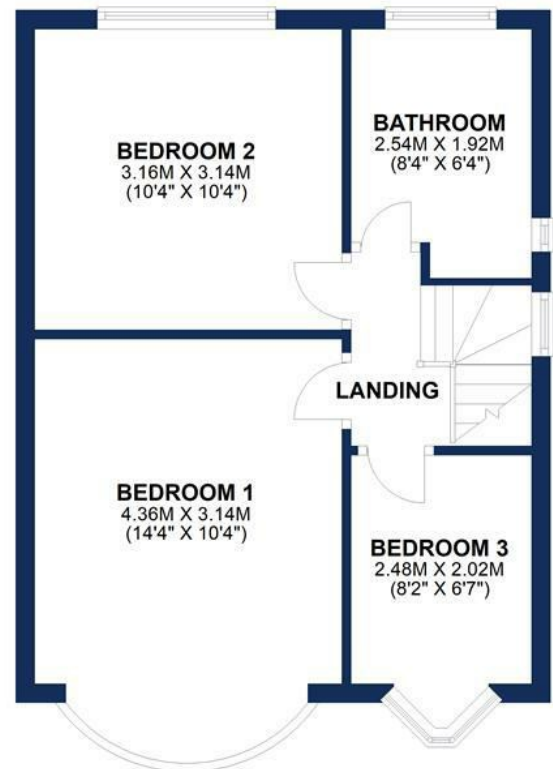 BEDROOM 2
3.16M X 3.14M
(10'4" X 10'4")
BATHROOM
2.54M X 1.92M
(8'4" X 6'4")
LANDING
BEDROOM 1
4.36M X 3.14M
(14'4" X 10'4")
BEDROOM 3
2.48M X 2.02M
(8'2" X 6'7")